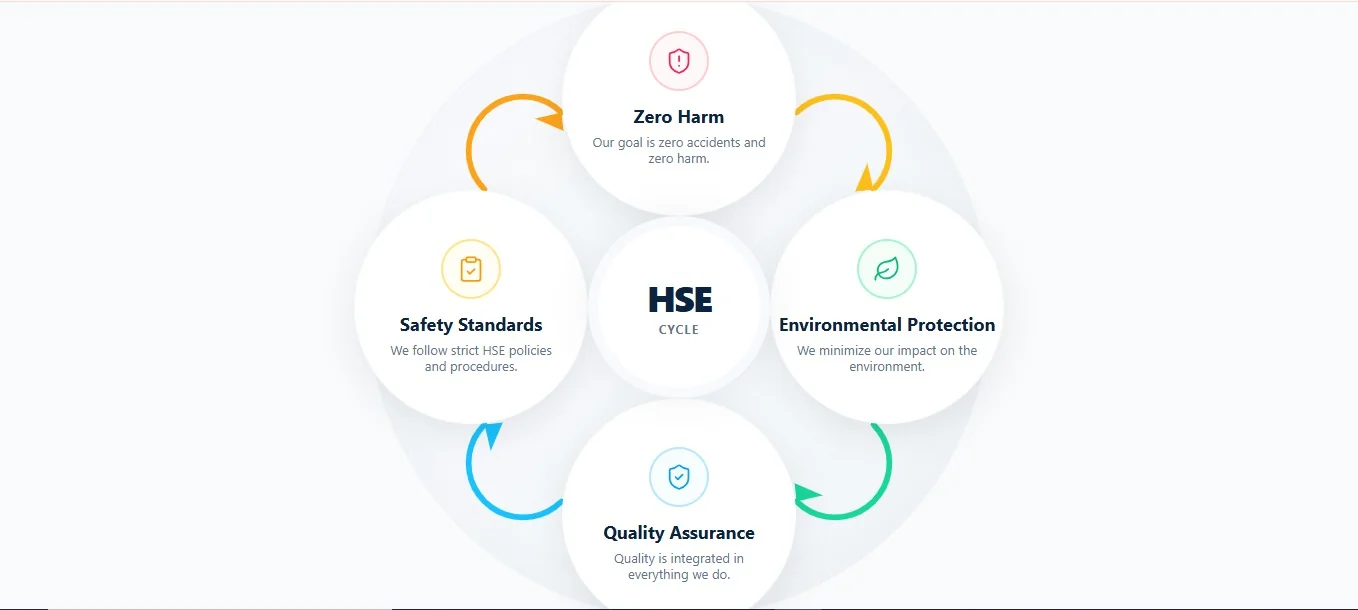 Zero Harm
Our goal is zero accidents and
zero harm.
Safety Standards
We follow strict HSE policies
and procedures.
HSE
CYCLE
Environmental Protection
We minimize our impact on the
environment.
Quality Assurance
Quality is integrated in
everything we do.